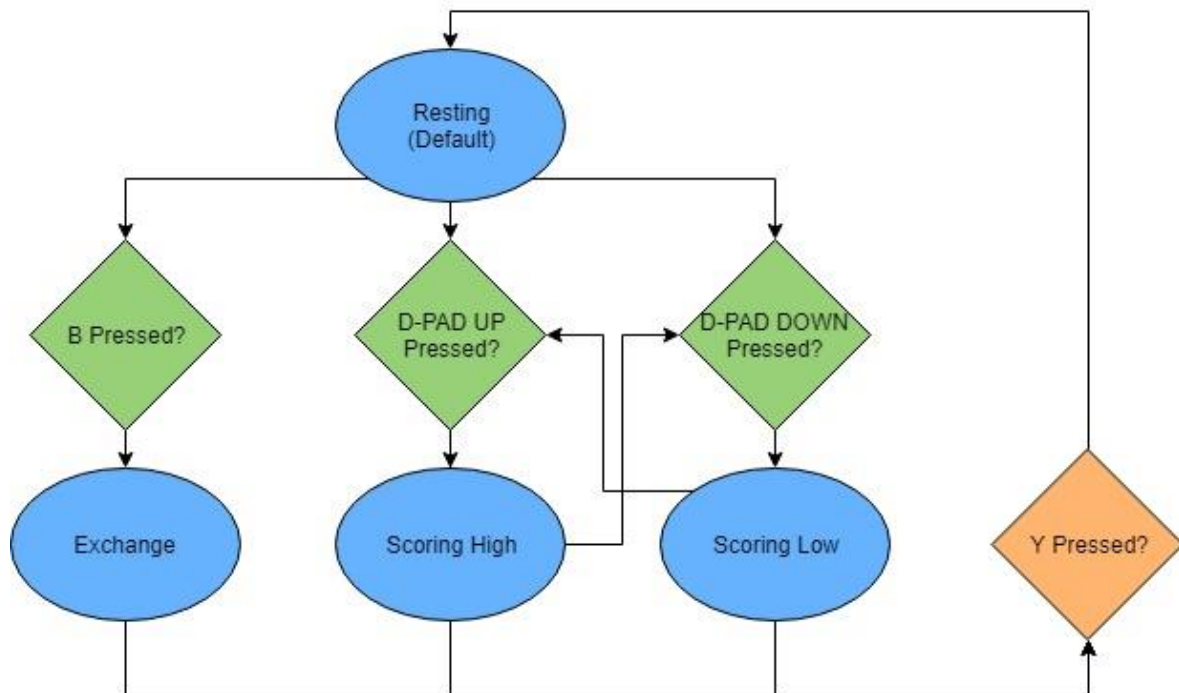 Resting
(Default)
B Pressed?
D-PAD UP
Pressed?
D-PAD DOWN
Pressed?
Exchange
Scoring High
Scoring Low
Y Pressed?